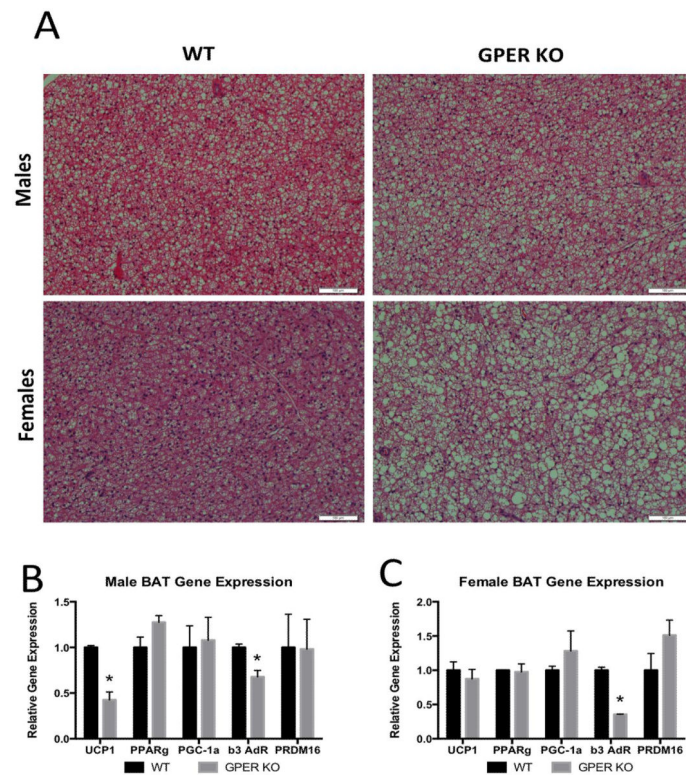 A
WT
GPER KO
Males
Females
B
Male BAT Gene Expression
Relative Gene Expression
1.5
1.0
0.5
0.0
*
*
UCP1 PPARg PGC-1a b3 AdR PRDM16
WT GPER KO
C
Female BAT Gene Expression
Relative Gene Expression
2.0
1.5
1.0
0.5
0.0
*
UCP1 PPARg PGC-1a b3 AdR PRDM16
WT GPER KO